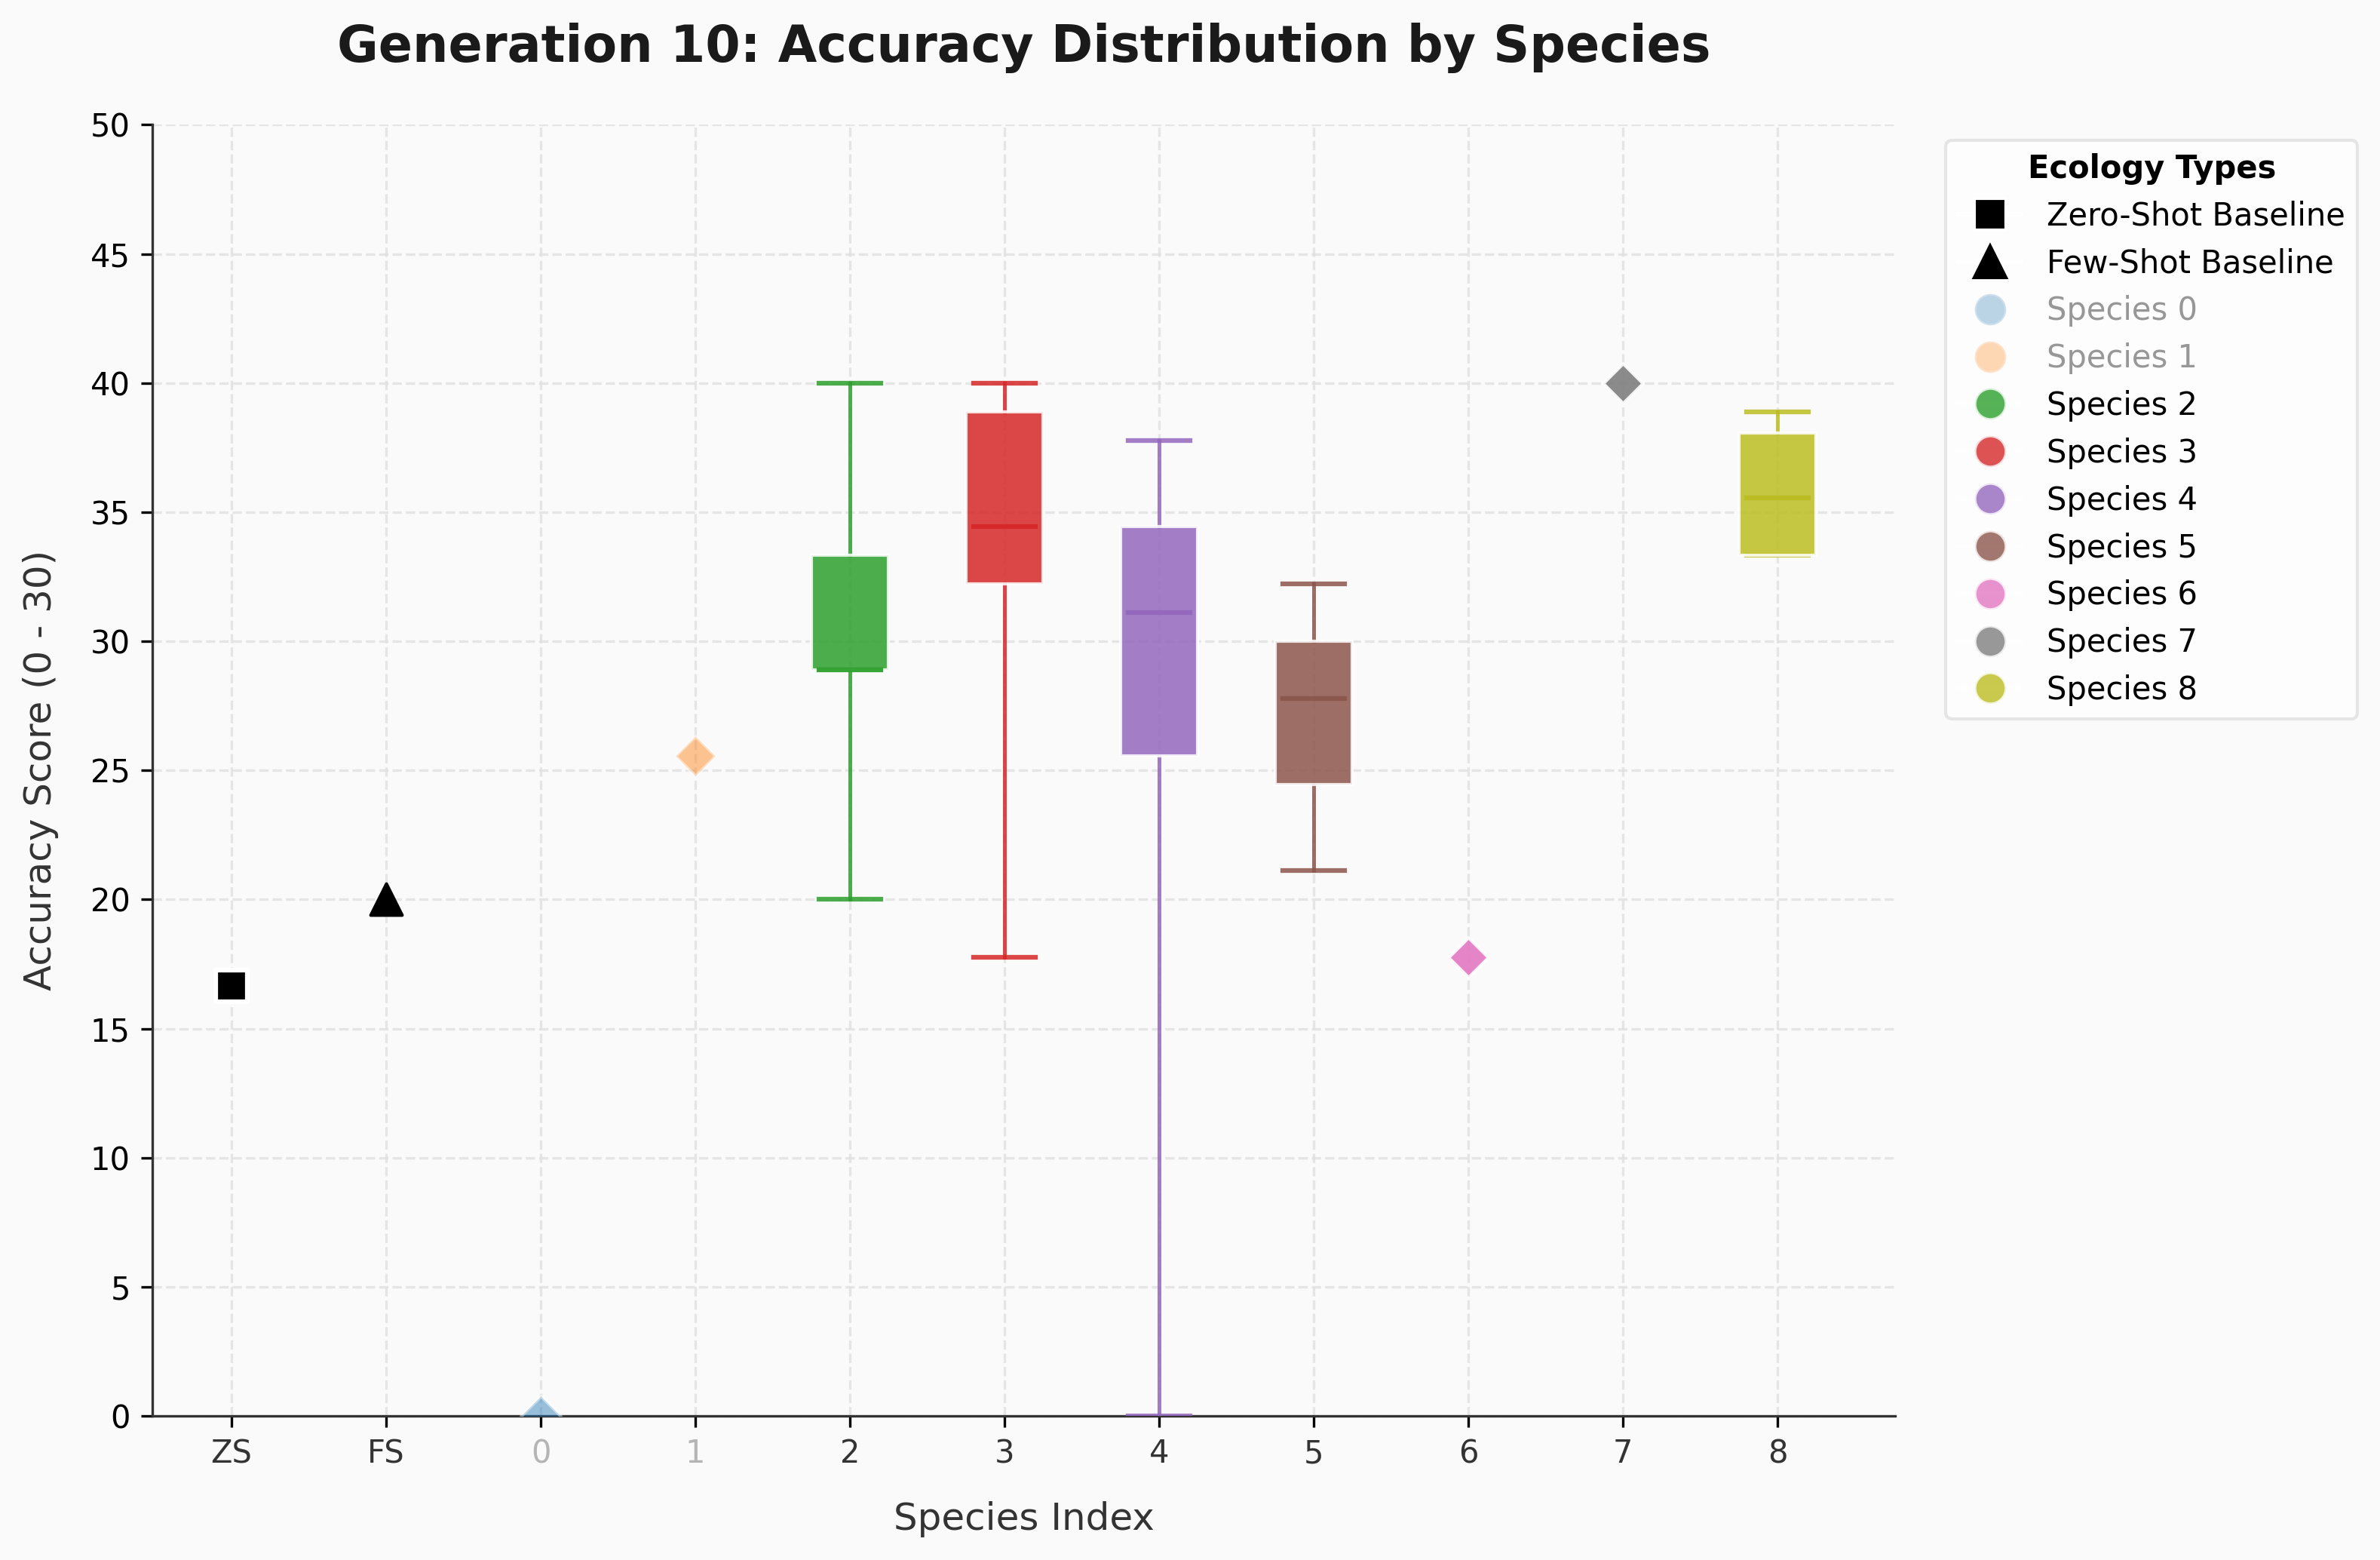 Generation 10: Accuracy Distribution by Species
50
45
40
35
30
25
20
15
10
5
0
Accuracy Score (0 - 30)
ZS FS 0 1 2 3 4 5 6 7 8
Species Index
Ecology Types
Zero-Shot Baseline
Few-Shot Baseline
Species 0
Species 1
Species 2
Species 3
Species 4
Species 5
Species 6
Species 7
Species 8